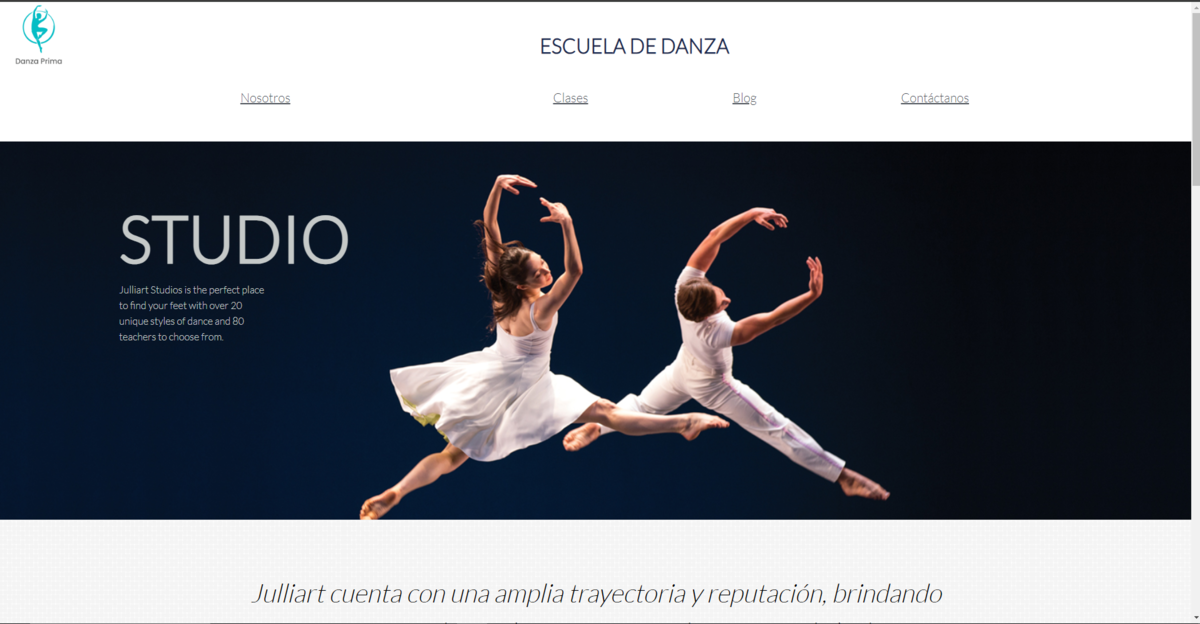 Danza Prima
ESCUELA DE DANZA
Nosotros
Clases
Blog
Contáctanos
STUDIO
Julliart Studios is the perfect place
to find your feet with over 20
unique styles of dance and 80
teachers to choose from.
Julliart cuenta con una amplia trayectoria y reputación, brindando